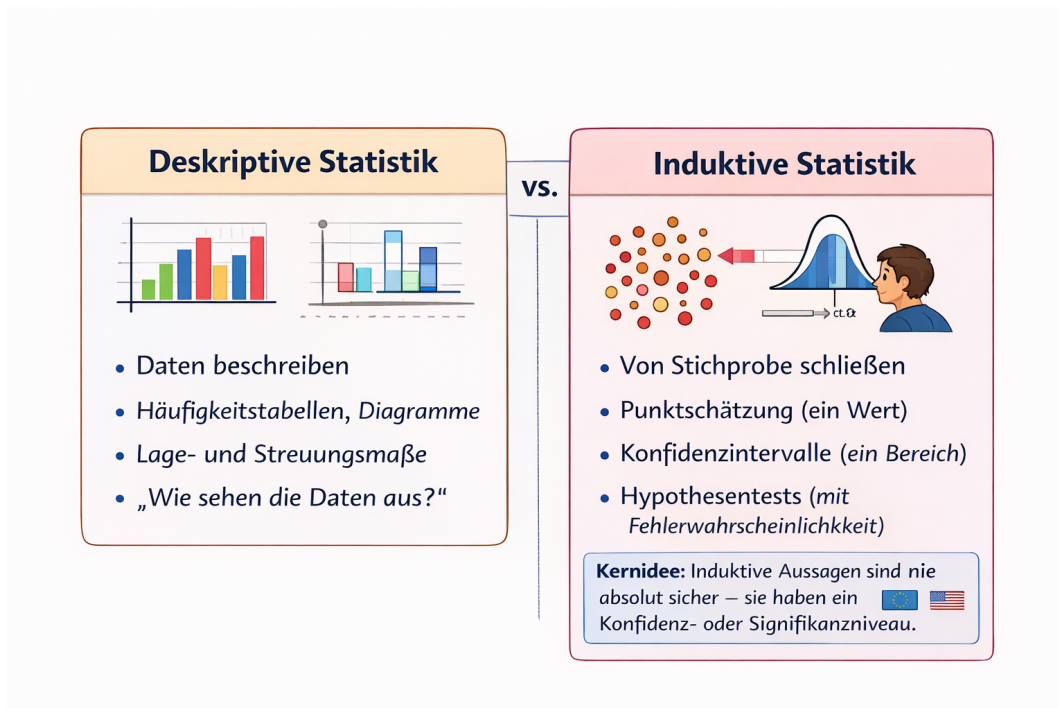 Deskriptive Statistik
vs.
Induktive Statistik
• Daten beschreiben
• Häufigkeitstabellen, Diagramme
• Lage- und Streuungsmaße
• „Wie sehen die Daten aus?“
• Von Stichprobe schließen
• Punktschätzung (ein Wert)
• Konfidenzintervalle (ein Bereich)
• Hypothesentests (mit
Fehlerwahrscheinlichkkeit)
Kernidee: Induktive Aussagen sind nie
absolut sicher – sie haben ein
Konfidenz- oder Signifikanzniveau.